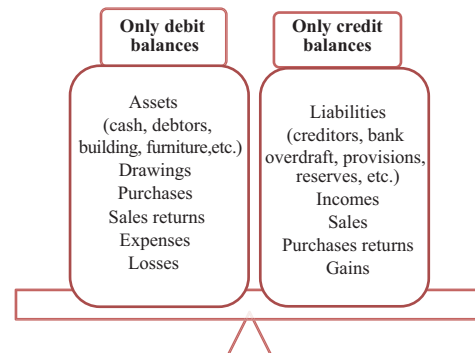 Only debit
balances
Assets
(cash, debtors,
building, furniture,etc.)
Drawings
Purchases
Sales returns
Expenses
Losses
Only credit
balances
Liabilities
(creditors, bank
overdraft, provisions,
reserves, etc.)
Incomes
Sales
Purchases returns
Gains